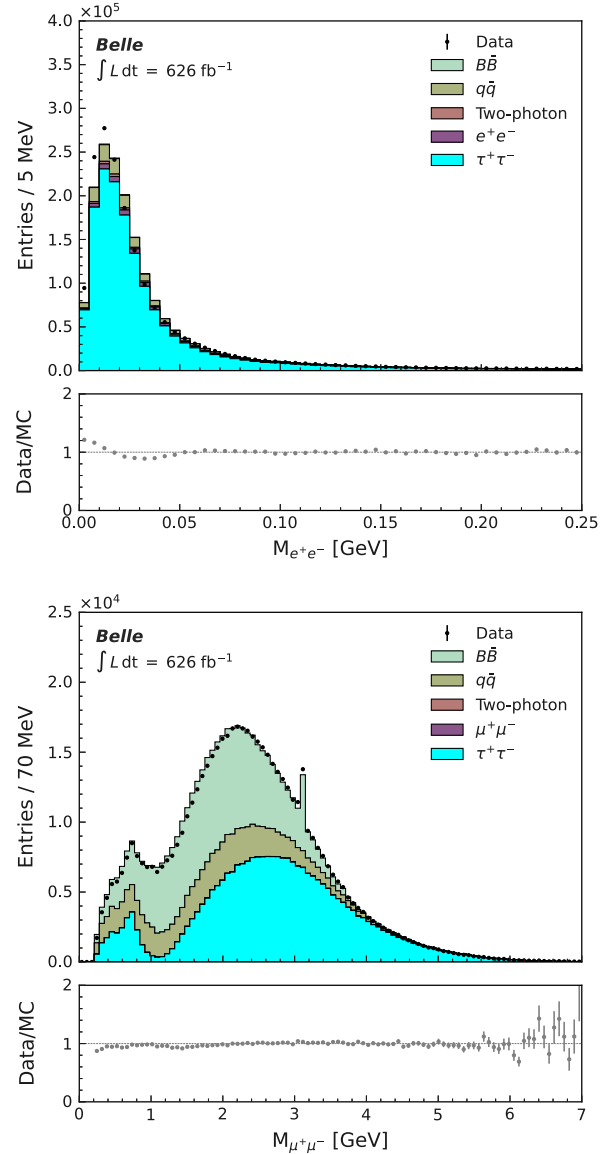 ×10⁵
4.0
3.5
3.0
2.5
2.0
1.5
1.0
0.5
0.0
Entries / 5 MeV
Belle
∫ L dt = 626 fb⁻¹
Data
BB̄
qq̄
Two-photon
e⁺e⁻
τ⁺τ⁻
2
1
0
Data/MC
0.00 0.05 0.10 0.15 0.20 0.25
M_{e⁺e⁻} [GeV]
×10⁴
2.5
2.0
1.5
1.0
0.5
0.0
Entries / 70 MeV
Belle
∫ L dt = 626 fb⁻¹
Data
BB̄
qq̄
Two-photon
μ⁺μ⁻
τ⁺τ⁻
2
1
0
Data/MC
0 1 2 3 4 5 6 7
M_{μ⁺μ⁻} [GeV]